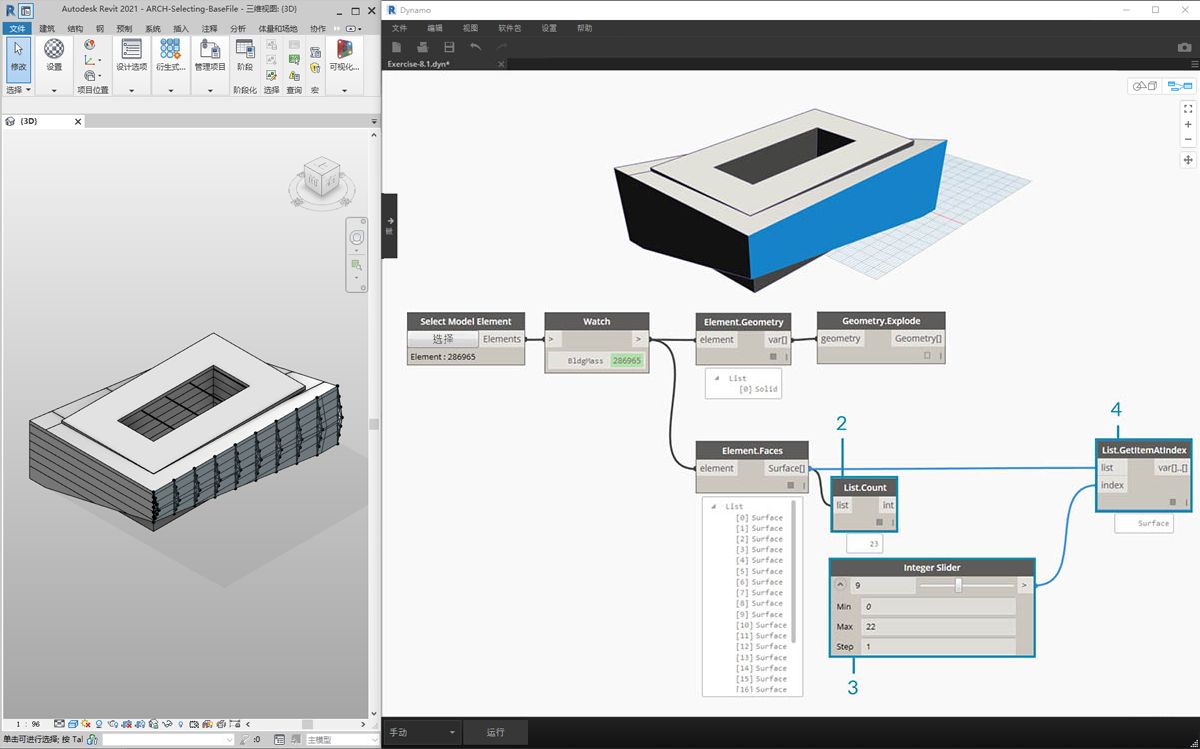 Autodesk Revit 2021 - ARCH-Selecting-BaseFile - 三维视图: {3D}
文件 建筑 结构 钢 预制 系统 插入 注释 分析 体量和场地 协作
修改 设置 设计选项 衍生式... 管理项目 阶段 可视化...
选择 项目位置 阶段化 选择 查询 宏
{3D}
1 : 96
单击可进行选择; 按 Tal :0 主模型
Dynamo
文件 编辑 视图 软件包 设置 帮助
Exercise-8.1.dyn*
Select Model Element
选择 Elements
Element : 286965
Watch
> >
BldgMass 286965
Element.Geometry
element var[]
List
[0] Solid
Geometry.Explode
geometry Geometry[]
Element.Faces
element Surface[]
List
[0] Surface
[1] Surface
[2] Surface
[3] Surface
[4] Surface
[5] Surface
[6] Surface
[7] Surface
[8] Surface
[9] Surface
[10] Surface
[11] Surface
[12] Surface
[13] Surface
[14] Surface
[15] Surface
[16] Surface
2
List.Count
list int
23
Integer Slider
9 >
Min 0
Max 22
Step 1
3
4
List.GetItemAtIndex
list var[]..[]
index
Surface
手动 运行